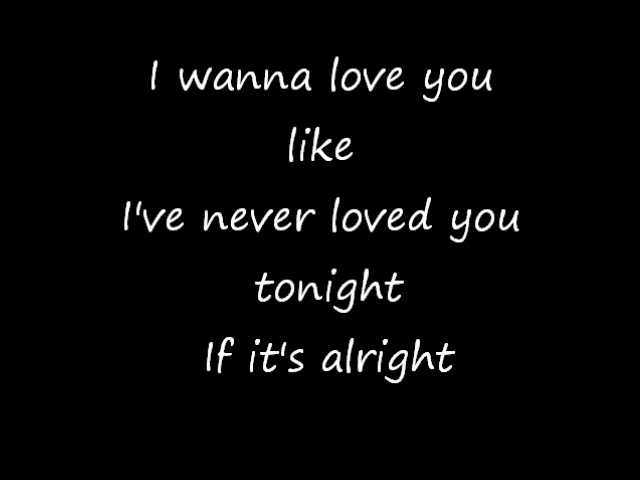 I wanna love you
like
I've never loved you
tonight
If it's alright